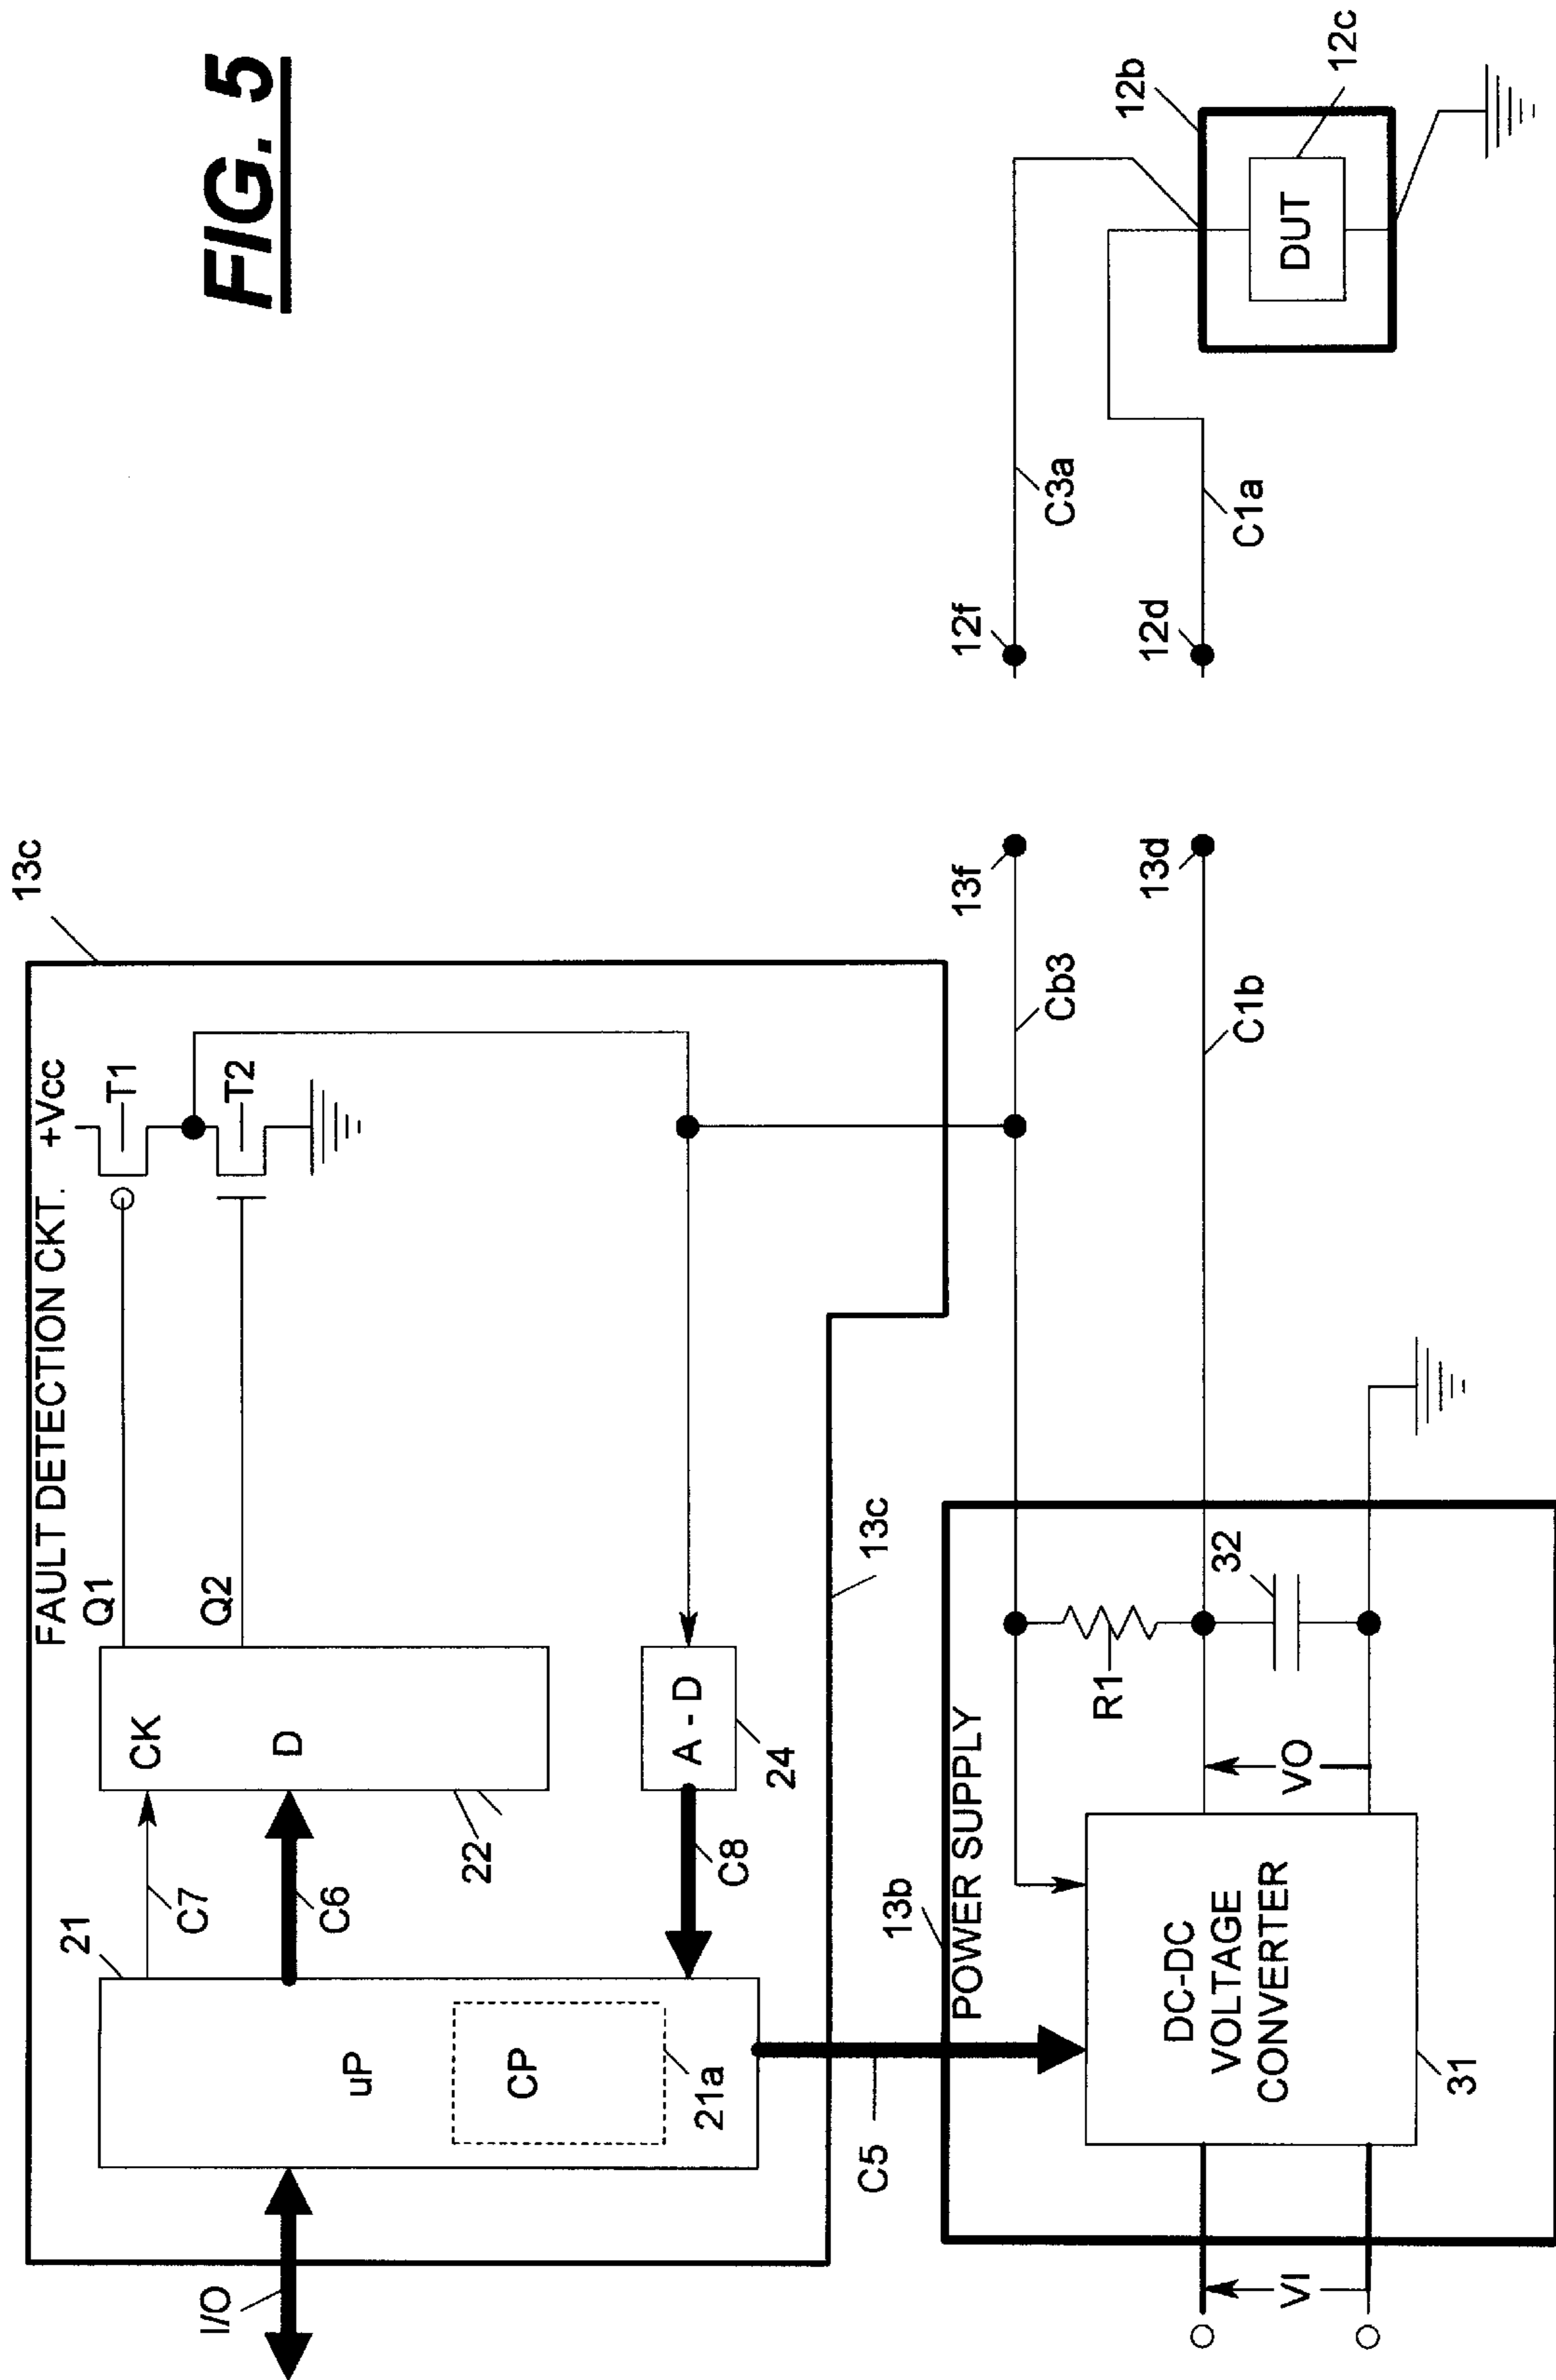 FIG. 5
FAULT DETECTION CKT.
+Vcc
13c
I/O
21
uP
CP
21a
C7
C6
CK
D
22
Q1
Q2
T1
T2
C8
A - D
24
13c
C5
13b
POWER SUPPLY
DC-DC
VOLTAGE
CONVERTER
31
VI
VO
R1
32
Cb3
C1b
13f
13d
12f
12d
C3a
C1a
12b
DUT
12c